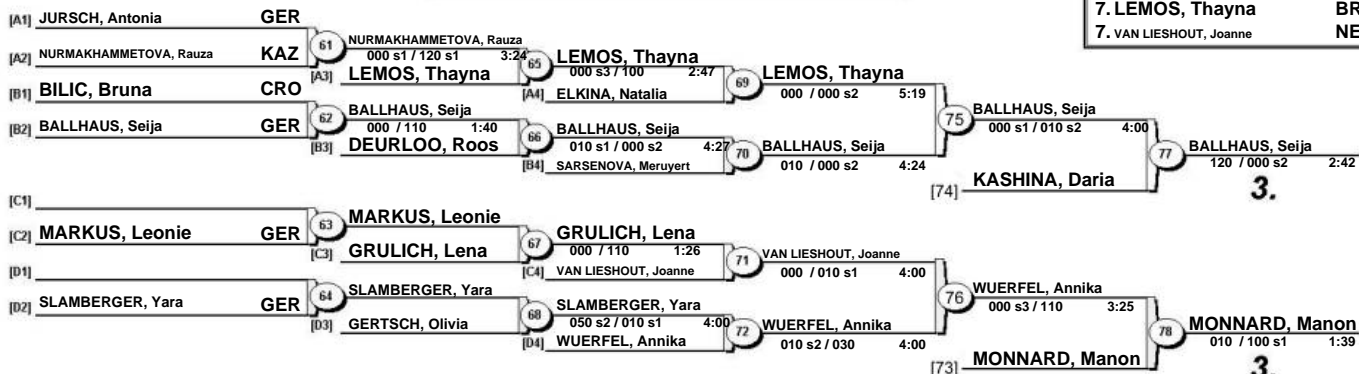 7. LEMOS, Thayna BR
7. VAN LIESHOUT, Joanne NE
[A1] JURSCH, Antonia GER
61
[A2] NURMAKHAMMETOVA, Rauza KAZ
NURMAKHAMMETOVA, Rauza
000 s1 / 120 s1 3:24
[A3] LEMOS, Thayna
65
LEMOS, Thayna
000 s3 / 100 2:47
[A4] ELKINA, Natalia
69
LEMOS, Thayna
000 / 000 s2 5:19
[B1] BILIC, Bruna CRO
62
[B2] BALLHAUS, Seija GER
BALLHAUS, Seija
000 / 110 1:40
[B3] DEURLOO, Roos
66
BALLHAUS, Seija
010 s1 / 000 s2 4:27
[B4] SARSENOVA, Meruyert
70
BALLHAUS, Seija
010 / 000 s2 4:24
75
BALLHAUS, Seija
000 s1 / 010 s2 4:00
[74] KASHINA, Daria
77
BALLHAUS, Seija
120 / 000 s2 2:42
3.
[C1]
63
[C2] MARKUS, Leonie GER
MARKUS, Leonie
[C3] GRULICH, Lena
67
GRULICH, Lena
000 / 110 1:26
[C4] VAN LIESHOUT, Joanne
71
VAN LIESHOUT, Joanne
000 / 010 s1 4:00
[D1]
64
[D2] SLAMBERGER, Yara GER
SLAMBERGER, Yara
[D3] GERTSCH, Olivia
68
SLAMBERGER, Yara
050 s2 / 010 s1 4:00
[D4] WUERFEL, Annika
72
WUERFEL, Annika
010 s2 / 030 4:00
76
WUERFEL, Annika
000 s3 / 110 3:25
[73] MONNARD, Manon
78
MONNARD, Manon
010 / 100 s1 1:39
3.